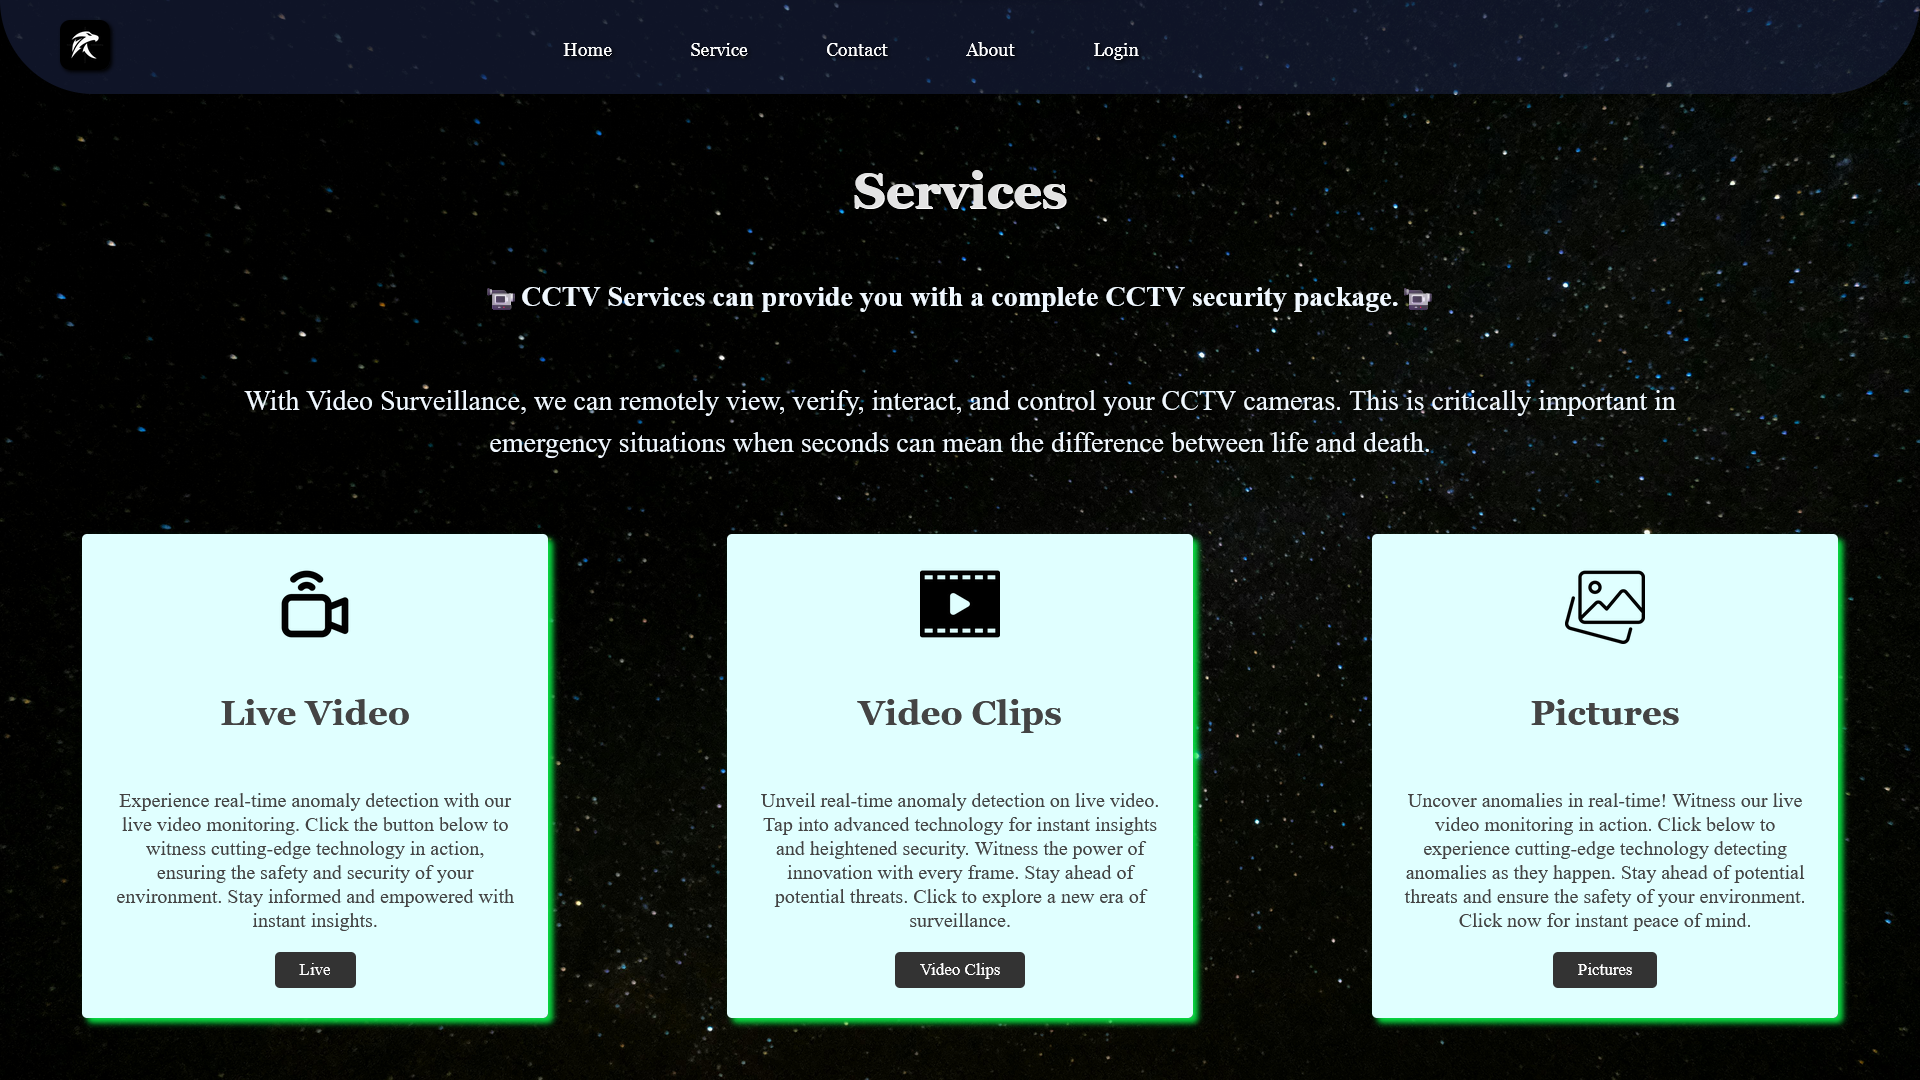 Home Service Contact About Login
Services
CCTV Services can provide you with a complete CCTV security package.
With Video Surveillance, we can remotely view, verify, interact, and control your CCTV cameras. This is critically important in
emergency situations when seconds can mean the difference between life and death.
Live Video
Experience real-time anomaly detection with our
live video monitoring. Click the button below to
witness cutting-edge technology in action,
ensuring the safety and security of your
environment. Stay informed and empowered with
instant insights.
Live
Video Clips
Unveil real-time anomaly detection on live video.
Tap into advanced technology for instant insights
and heightened security. Witness the power of
innovation with every frame. Stay ahead of
potential threats. Click to explore a new era of
surveillance.
Video Clips
Pictures
Uncover anomalies in real-time! Witness our live
video monitoring in action. Click below to
experience cutting-edge technology detecting
anomalies as they happen. Stay ahead of potential
threats and ensure the safety of your environment.
Click now for instant peace of mind.
Pictures